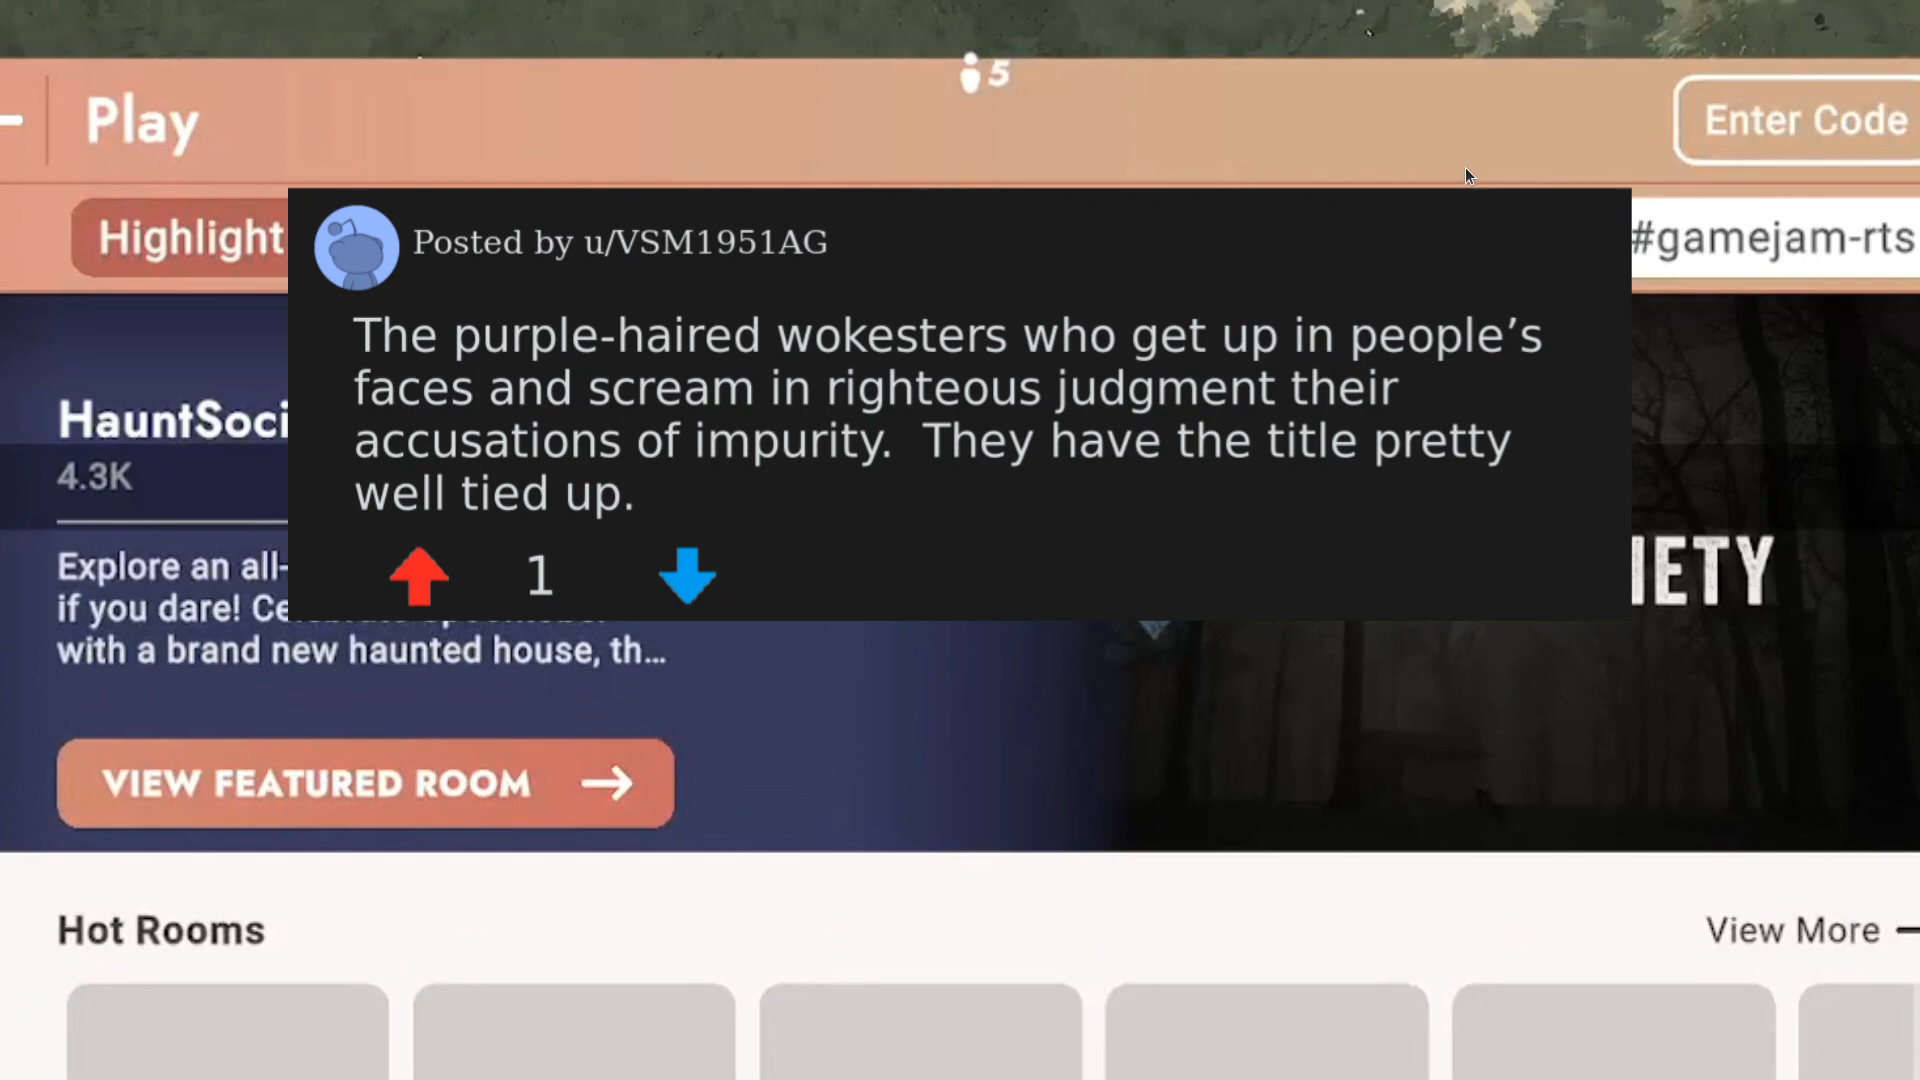 5
Play
Enter Code
Highlight
#gamejam-rts
Posted by u/VSM1951AG
The purple-haired wokesters who get up in people’s
faces and scream in righteous judgment their
accusations of impurity.  They have the title pretty
well tied up.
1
HauntSoci
4.3K
IETY
Explore an all-
if you dare! Ce
with a brand new haunted house, th...
VIEW FEATURED ROOM
Hot Rooms
View More